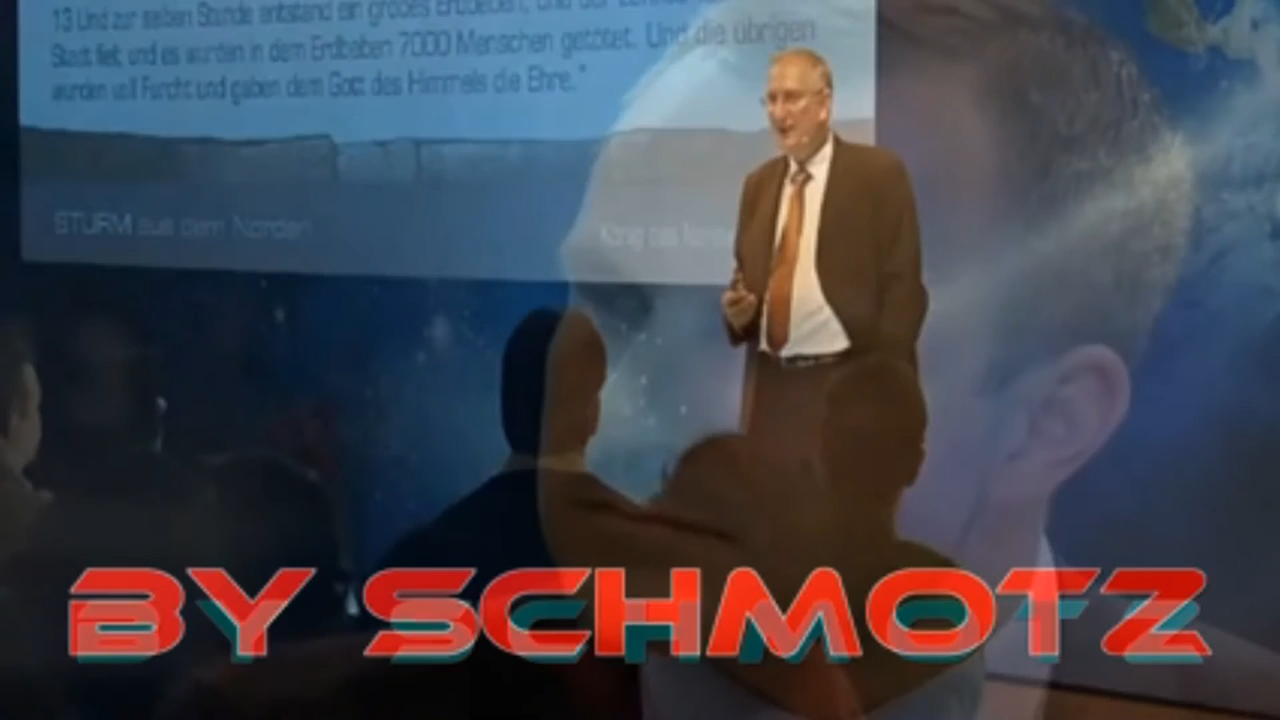 13 Und zur selben Stunde entstand ein großes Erdbeben, und der
Stadt fiel; und es wurden in dem Erdbeben 7000 Menschen getötet. Und die übrigen
wurden voll Furcht und gaben dem Gott des Himmels die Ehre."
STURM aus dem Norden
König des
BY SCHMOTZ